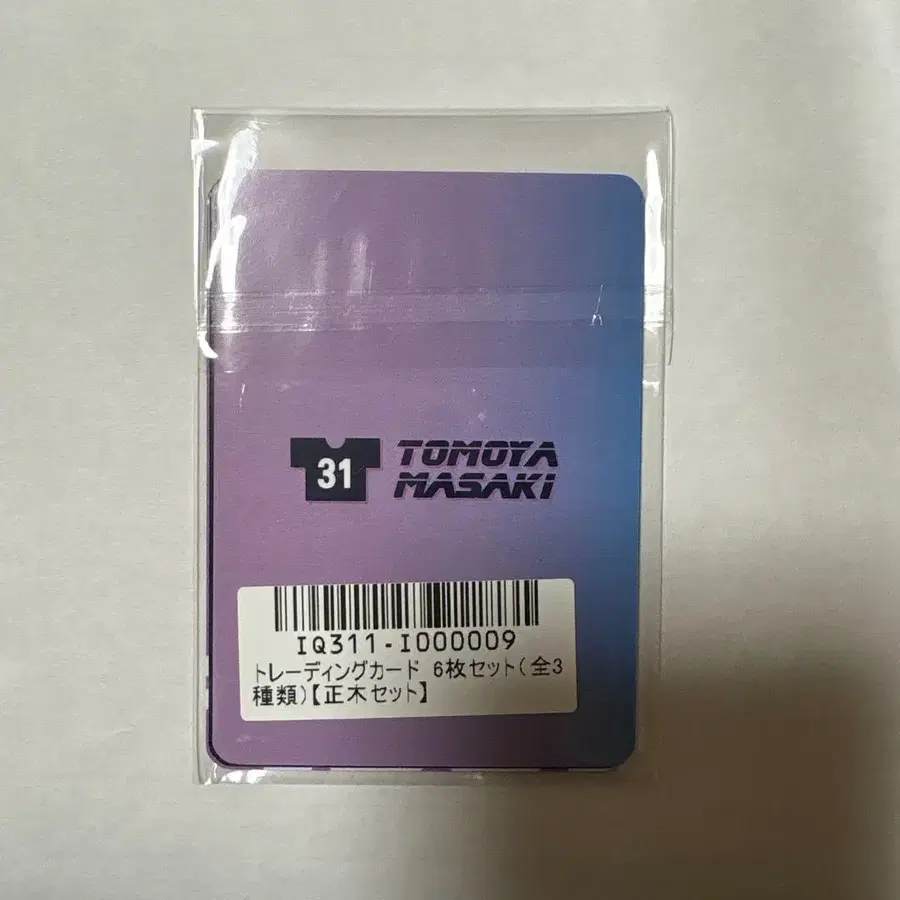 31
TOMOYA
MASAKI
IQ311-I000009
トレーディングカード 6枚セット(全3
種類)【正木セット】